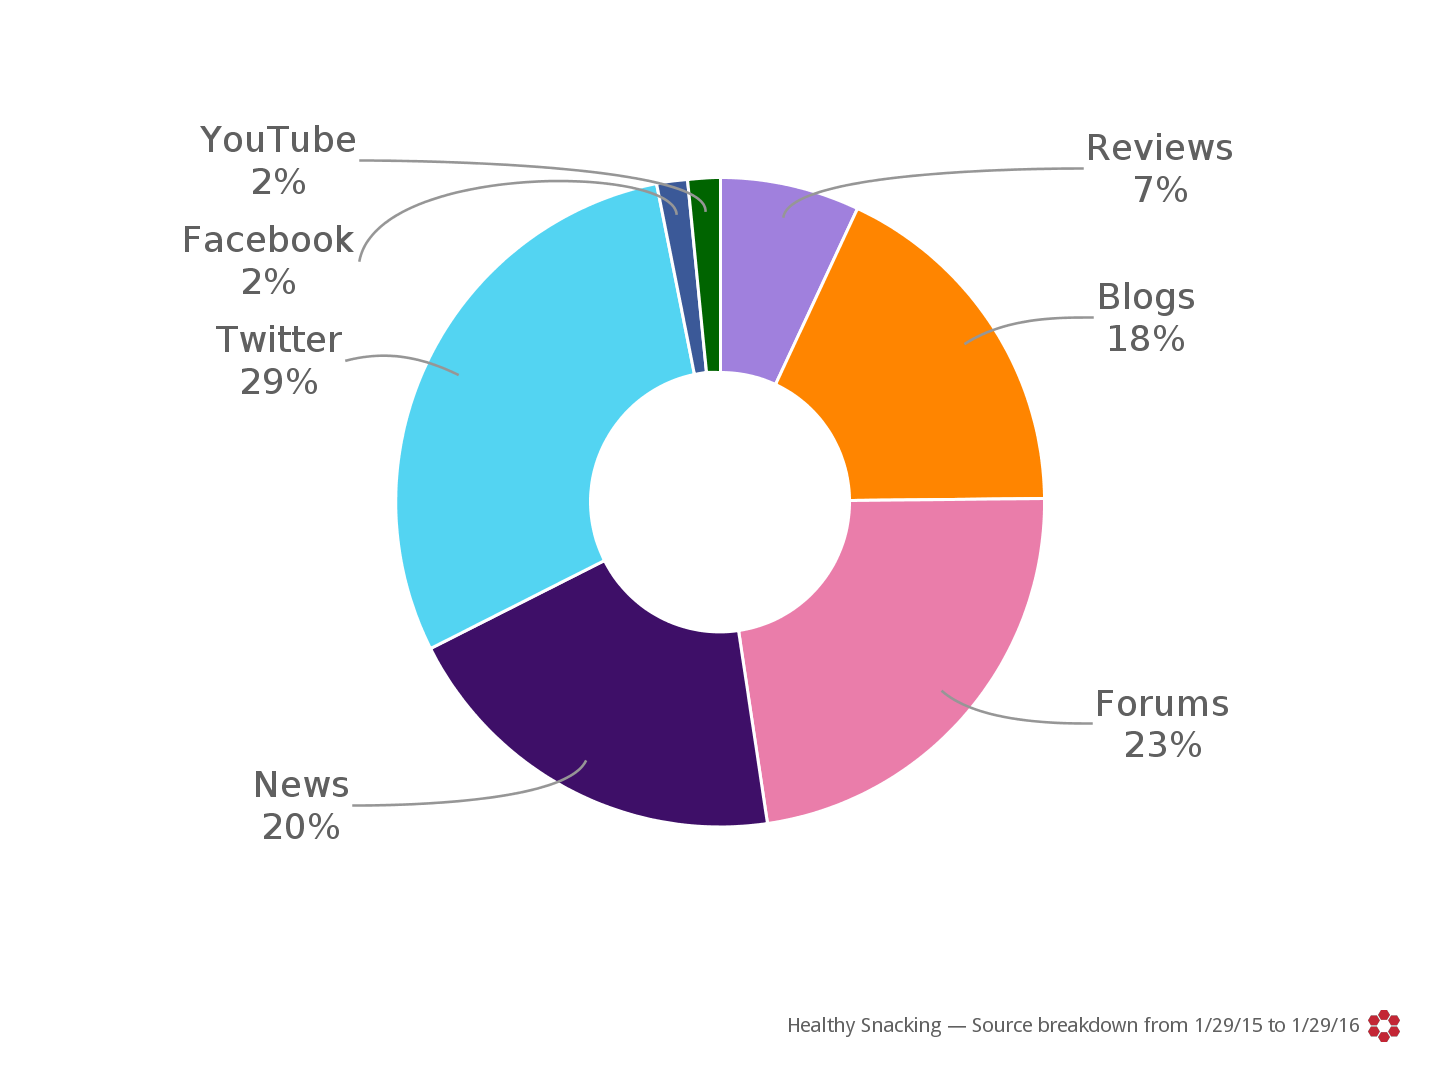 YouTube
2%
Facebook
2%
Twitter
29%
News
20%
Reviews
7%
Blogs
18%
Forums
23%
Healthy Snacking — Source breakdown from 1/29/15 to 1/29/16